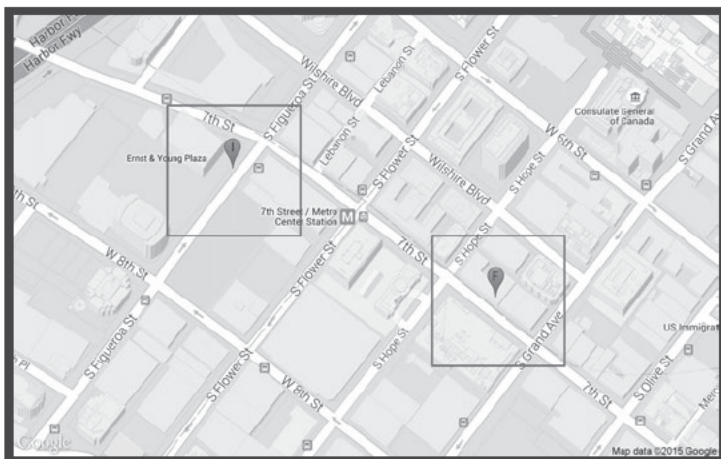 Harbor F
Harbor Fwy
Wilshire Blvd
Lebanon St
S Flower St
7th St
S Figueroa St
W 6th St
Consulate General
of Canada
S Grand Ave
Ernst & Young Plaza
I
Lebanon St
S Flower St
Wilshire Blvd
S Hope St
7th Street / Metro
Center Station
M
7th St
S Hope St
W 8th St
S Flower St
F
S Grand Ave
US Immigrat
S Figueroa St
S Flower St
W 8th St
S Hope St
7th St
S Olive St
Merc
Google
Map data ©2015 Google